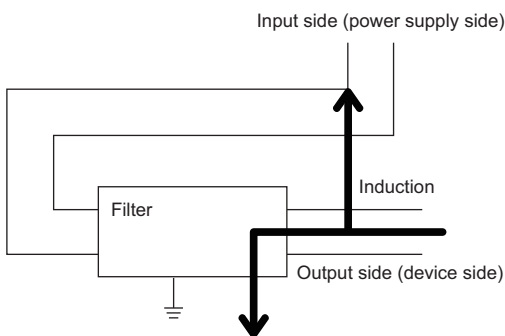 Input side (power supply side)
Induction
Filter
Output side (device side)